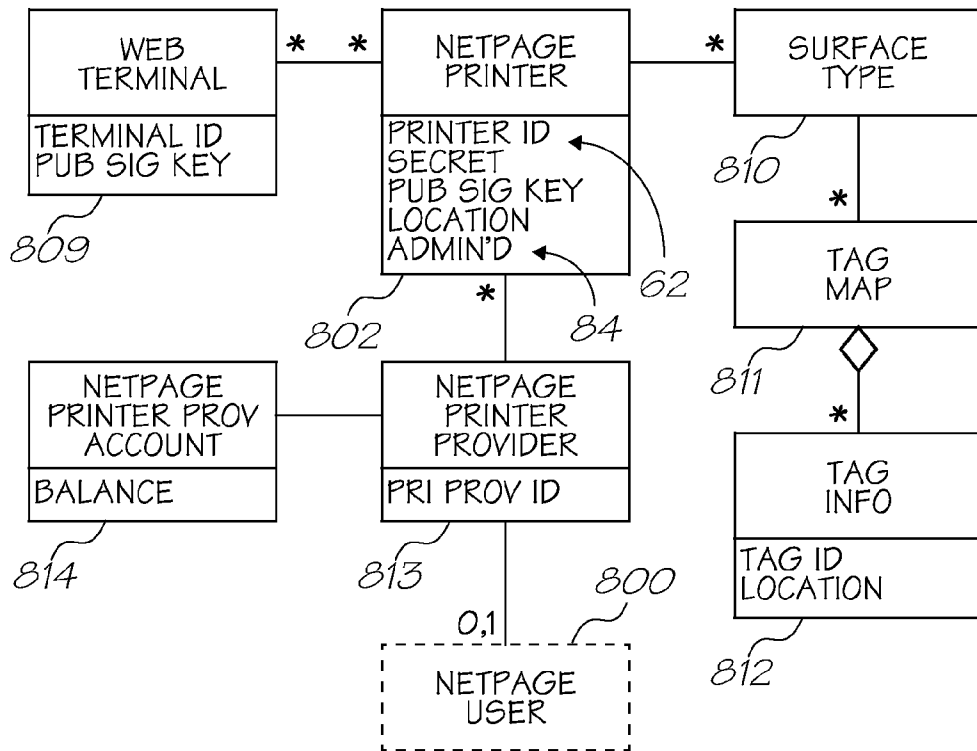 WEB
TERMINAL
TERMINAL ID
PUB SIG KEY
809
* *
NETPAGE
PRINTER
PRINTER ID
SECRET
PUB SIG KEY
LOCATION
ADMIN'D
802
62
84
*
SURFACE
TYPE
810
*
TAG
MAP
811
*
TAG
INFO
TAG ID
LOCATION
812
*
NETPAGE
PRINTER PROV
ACCOUNT
BALANCE
814
NETPAGE
PRINTER
PROVIDER
PRI PROV ID
813
0,1
800
NETPAGE
USER